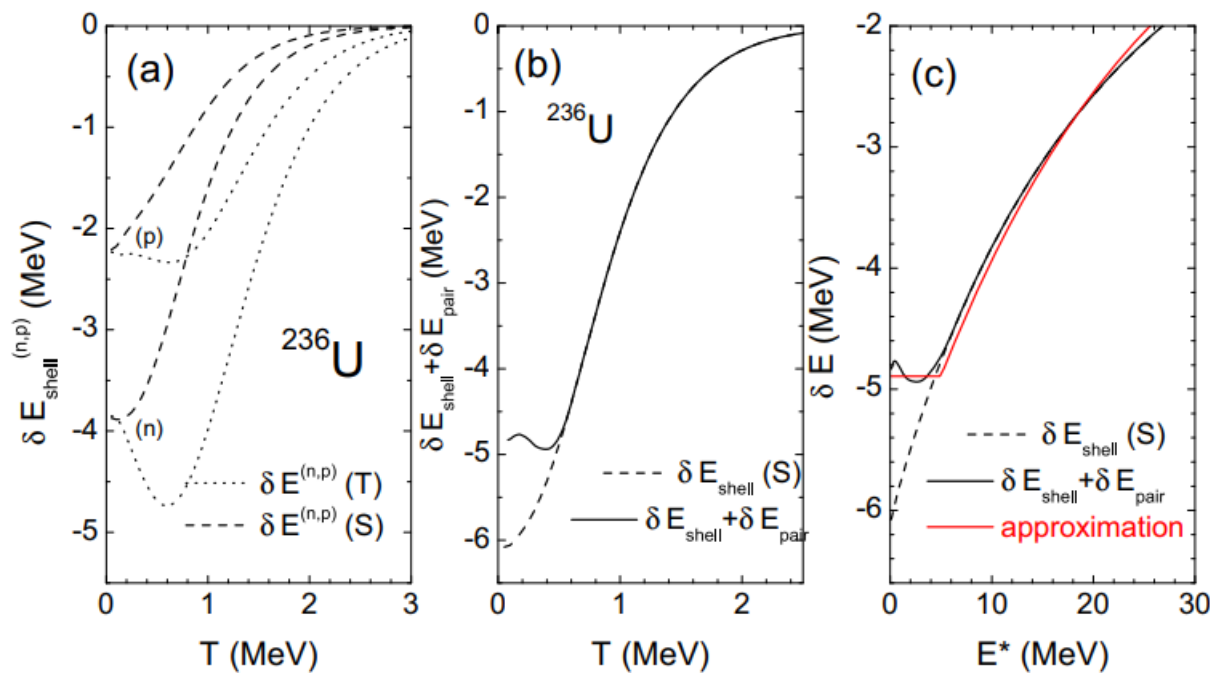 (a)
δ E_shell^(n,p) (MeV)
0
-1
-2
-3
-4
-5
(p)
(n)
²³⁶U
δ E^(n,p) (T)
δ E^(n,p) (S)
0
1
2
3
T (MeV)
(b)
δ E_shell+δ E_pair (MeV)
0
-1
-2
-3
-4
-5
-6
²³⁶U
δ E_shell (S)
δ E_shell+δ E_pair
0
1
2
T (MeV)
(c)
δ E (MeV)
-2
-3
-4
-5
-6
δ E_shell (S)
δ E_shell+δ E_pair
approximation
0
10
20
30
E* (MeV)